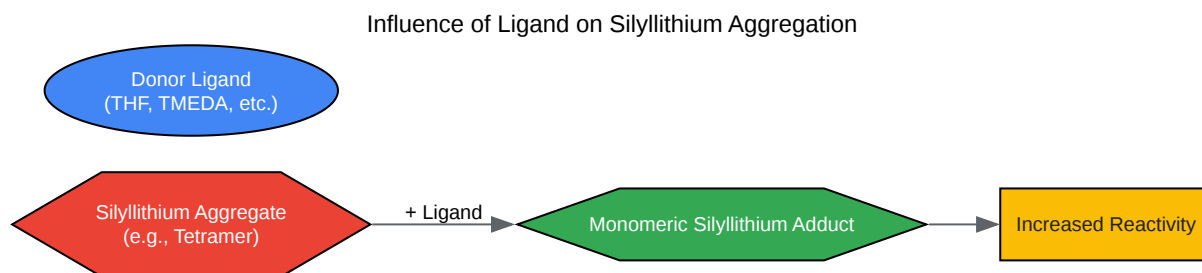 Influence of Ligand on Silyllithium Aggregation
Donor Ligand
(THF, TMEDA, etc.)
Silyllithium Aggregate
(e.g., Tetramer)
+ Ligand
Monomeric Silyllithium Adduct
Increased Reactivity